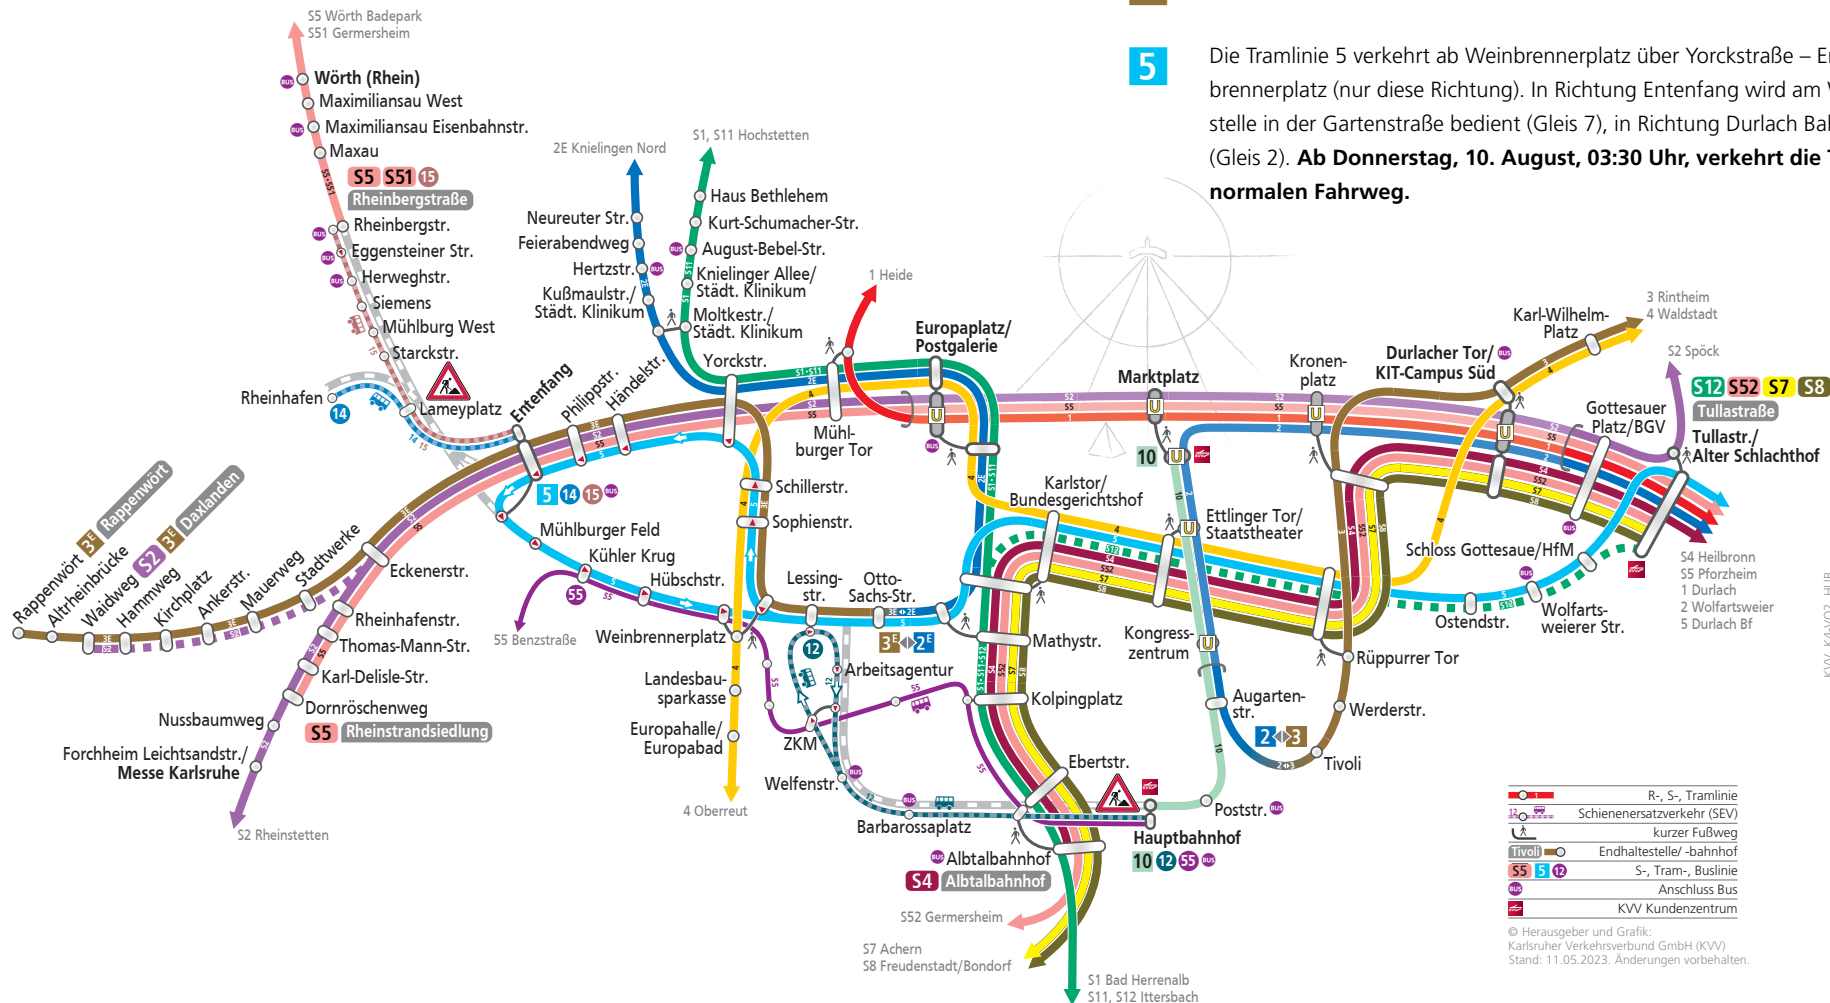 5
Die Tramlinie 5 verkehrt ab Weinbrennerplatz über Yorckstraße –
brennerplatz (nur diese Richtung). In Richtung Entenfang wird am
stelle in der Gartenstraße bedient (Gleis 7), in Richtung Durlach
(Gleis 2). Ab Donnerstag, 10. August, 03:30 Uhr, verkehrt die
normalen Fahrweg.
S5 Wörth Badepark
S51 Germersheim
Wörth (Rhein)
Maximiliansau West
Maximiliansau Eisenbahnstr.
Maxau
S5 S51 15
Rheinbergstraße
Rheinbergstr.
Eggensteiner Str.
Herweghstr.
Siemens
Mühlburg West
Starckstr.
Lameyplatz
Rheinhafen
14
Entenfang
Philippstr.
Händelstr.
2E Knielingen Nord
Neureuter Str.
Feierabendweg
Hertzstr.
Kußmaulstr./
Städt. Klinikum
S1, S11 Hochstetten
Haus Bethlehem
Kurt-Schumacher-Str.
August-Bebel-Str.
Knielinger Allee/
Städt. Klinikum
Moltkestr./
Städt. Klinikum
Yorckstr.
1 Heide
Mühl-
burger Tor
Europaplatz/
Postgalerie
Marktplatz
10
Kronen-
platz
Durlacher Tor/
KIT-Campus Süd
Karl-Wilhelm-
Platz
3 Rintheim
4 Waldstadt
S2 Spöck
S12 S52 S7 S8
Tullastraße
Gottesauer
Platz/BGV
Tullastr./
Alter Schlachthof
S4 Heilbronn
S5 Pforzheim
1 Durlach
2 Wolfartsweier
5 Durlach Bf
Schloss Gottesaue/HfM
Wolfarts-
weierer Str.
Ostendstr.
Rüppurrer Tor
Werderstr.
Tivoli
2 3
Augarten-
str.
Kongress-
zentrum
Ettlinger Tor/
Staatstheater
Karlstor/
Bundesgerichtshof
Mathystr.
Kolpingplatz
Ebertstr.
Poststr.
Hauptbahnhof
10 12 55 BUS
Albtalbahnhof
S4 Albtalbahnhof
S52 Germersheim
S7 Achern
S8 Freudenstadt/Bondorf
S1 Bad Herrenalb
S11, S12 Ittersbach
Schillerstr.
Sophienstr.
5 14 15 BUS
Mühlburger Feld
Kühler Krug
Hübschstr.
55
55 Benzstraße
Weinbrennerplatz
Lessing-
str.
Otto-
Sachs-Str.
3E 2E
12
Arbeitsagentur
ZKM
Welfenstr.
Barbarossaplatz
Landesbau-
sparkasse
Europahalle/
Europabad
4 Oberreut
Rappenwört 3E Rappenwört
Altrheinbrücke
Waidweg S2 3E Daxlanden
Hammweg
Kirchplatz
Ankerstr.
Mauerweg
Stadtwerke
Eckenerstr.
Rheinhafenstr.
Thomas-Mann-Str.
Karl-Delisle-Str.
Dornröschenweg
S5 Rheinstrandsiedlung
Nussbaumweg
Forchheim Leichtsandstr./
Messe Karlsruhe
S2 Rheinstetten
R-, S-, Tramlinie
Schienenersatzverkehr (SEV)
kurzer Fußweg
Tivoli Endhaltestelle/ -bahnhof
S5 5 12 S-, Tram-, Buslinie
BUS Anschluss Bus
KVV Kundenzentrum
© Herausgeber und Grafik:
Karlsruher Verkehrsverbund GmbH (KVV)
Stand: 11.05.2023. Änderungen vorbehalten.